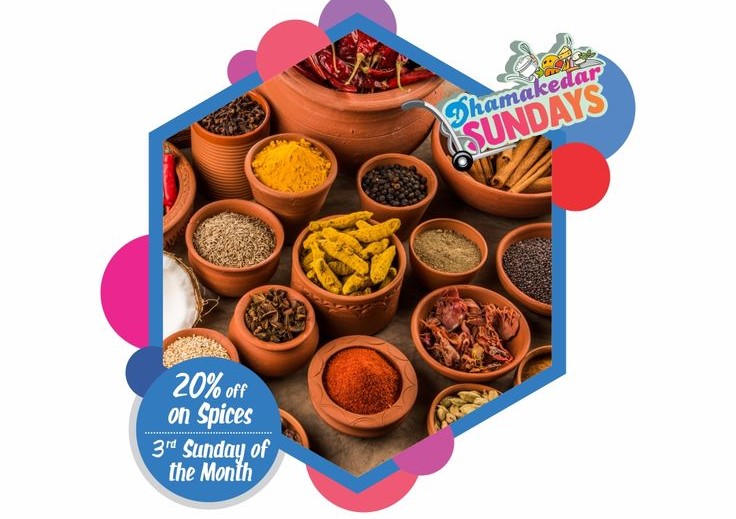 Dhamakedar
SUNDAYS
20% off
on Spices
3rd Sunday of
the Month